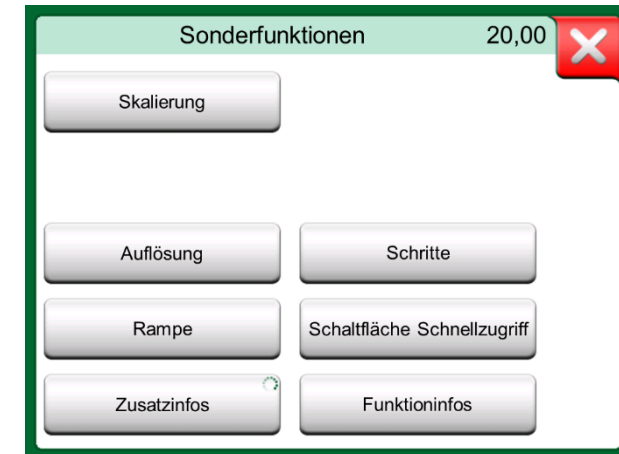 Sonderfunktionen 20,00
Skalierung
Auflösung Schritte
Rampe Schaltfläche Schnellzugriff
Zusatzinfos Funktioninfos